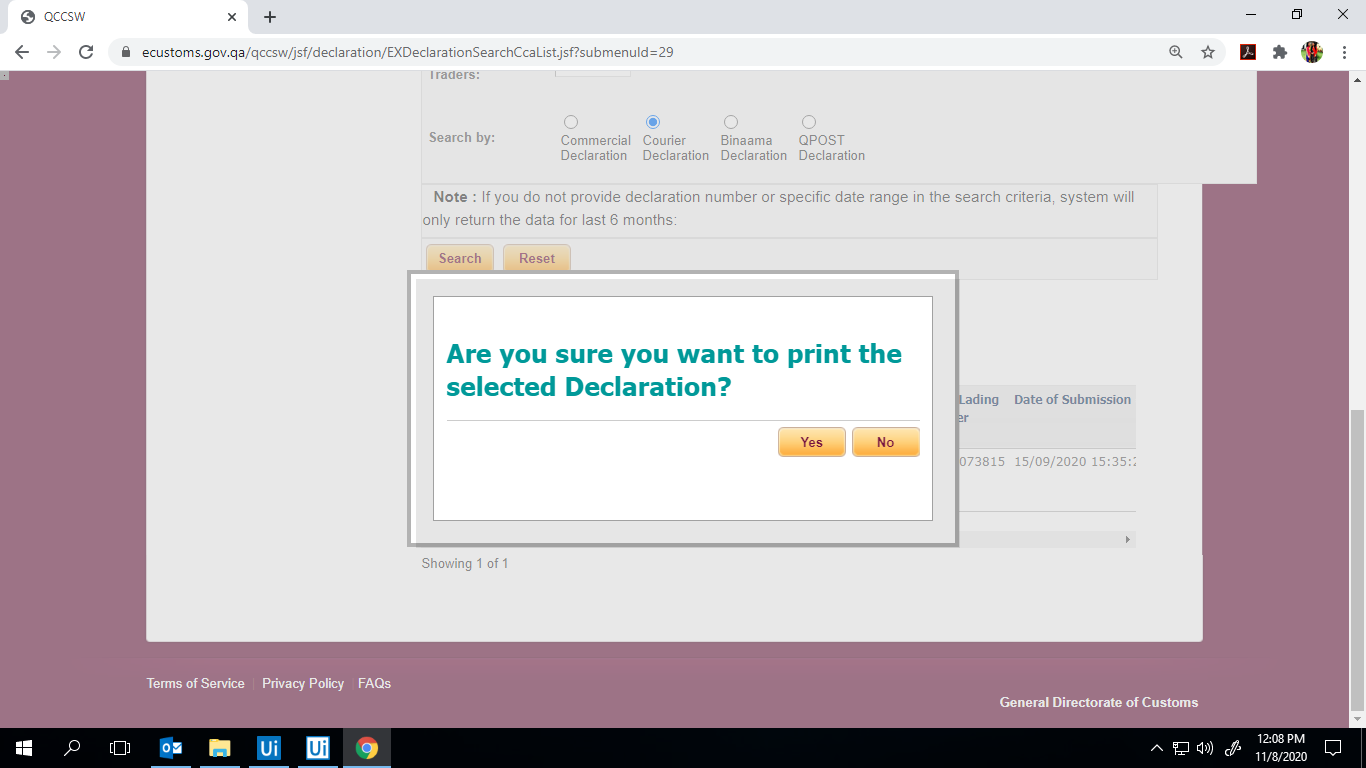 QCCSW
ecustoms.gov.qa/qccsw/jsf/declaration/EXDeclarationSearchCcaList.jsf?submenuId=29
Traders:
Search by:
Commercial Declaration
Courier Declaration
Binaama Declaration
QPOST Declaration
Note : If you do not provide declaration number or specific date range in the search criteria, system will
only return the data for last 6 months:
Search Reset
Are you sure you want to print the
selected Declaration?
Yes No
Lading Date of Submission
er
073815 15/09/2020 15:35:2
Showing 1 of 1
Terms of Service Privacy Policy FAQs
General Directorate of Customs
Ui Ui
12:08 PM
11/8/2020